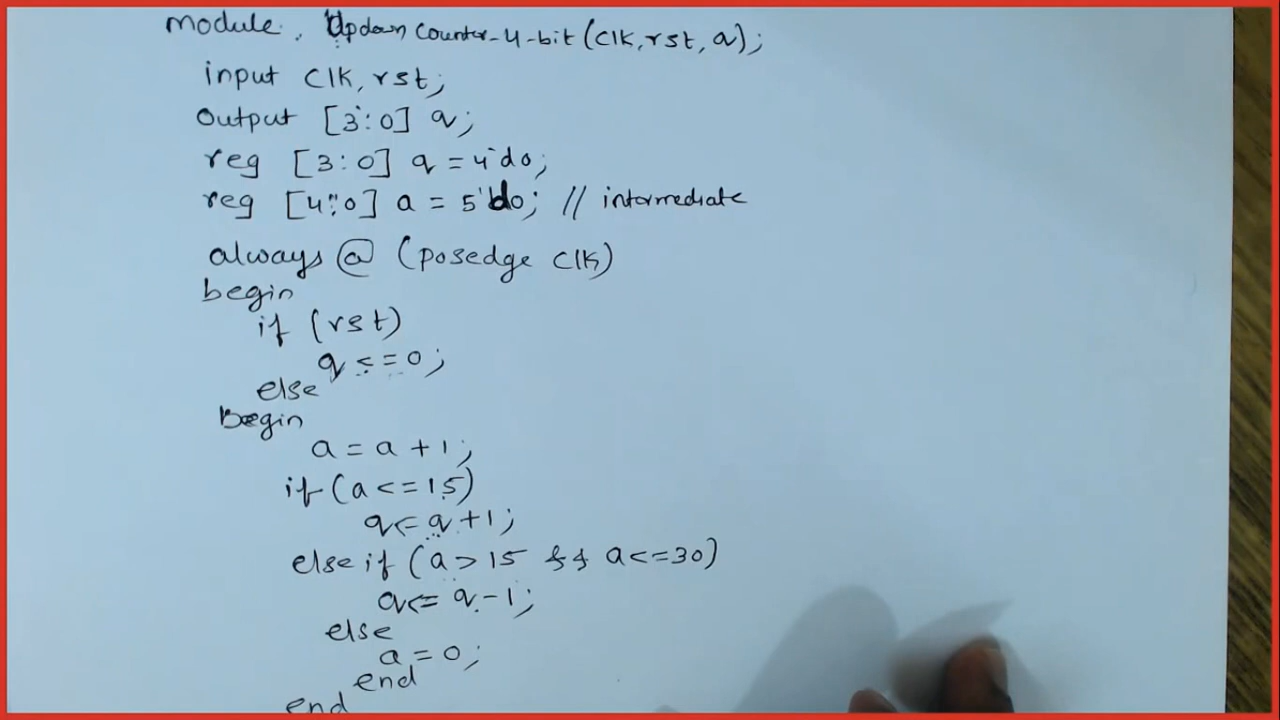 module. Updown Counter-4-bit (clk, rst, q);
input clk, rst;
output [3:0] q;
reg [3:0] q = 4'd0;
reg [4:0] a = 5'd0; // intermediate
always @ (posedge clk)
begin
if (rst)
q <= 0;
else
Begin
a = a + 1;
if (a <= 15)
q <= q + 1;
else if (a > 15 && a <= 30)
q <= q - 1;
else
a = 0;
end
end